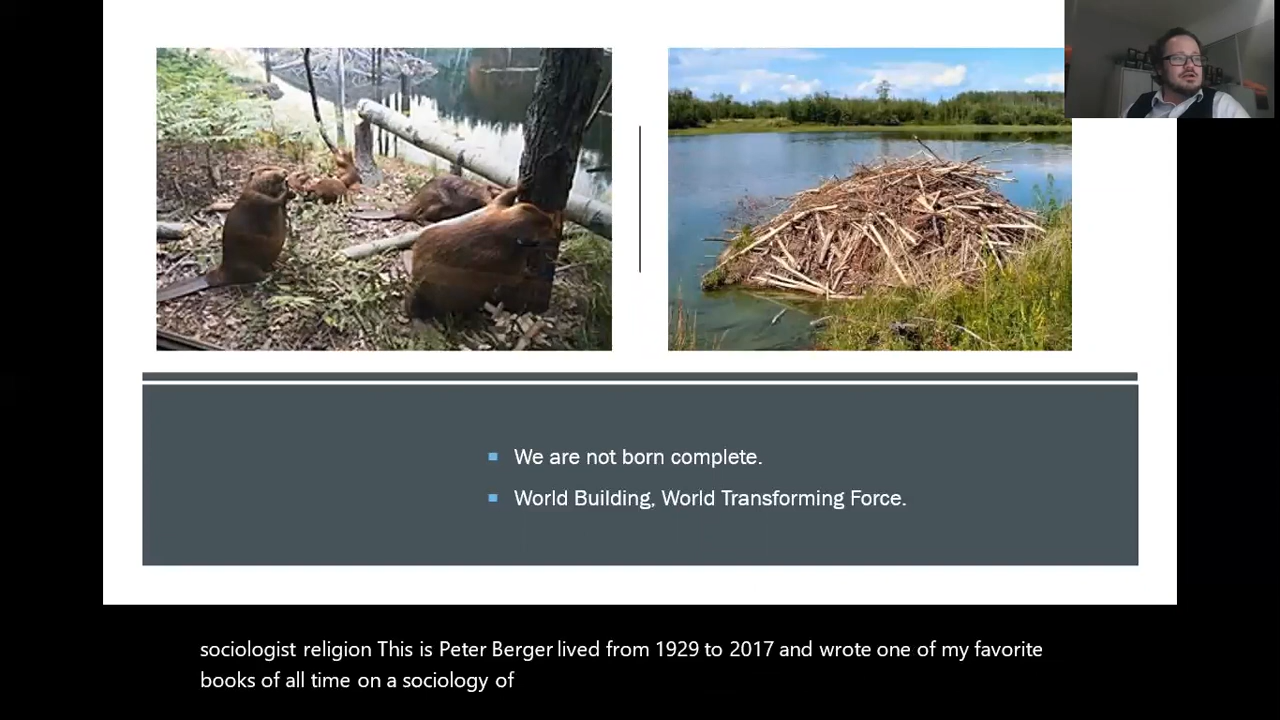 We are not born complete.
World Building, World Transforming Force.
sociologist religion This is Peter Berger lived from 1929 to 2017 and wrote one of my favorite
books of all time on a sociology of